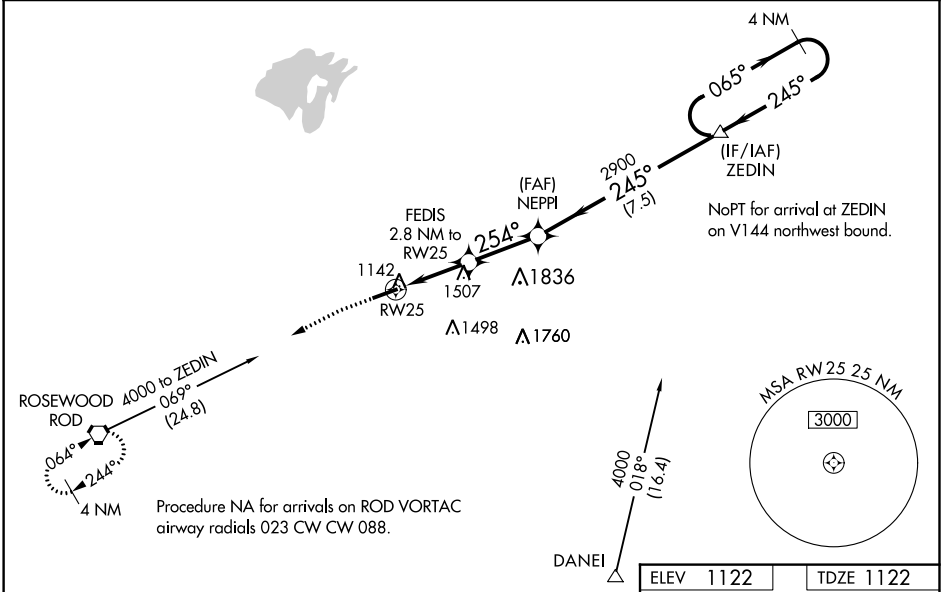 4 NM
065°
245°
(IF/IAF)
ZEDIN
2900
245°
(7.5)
(FAF)
NEPPI
NoPT for arrival at ZEDIN
on V144 northwest bound.
FEDIS
2.8 NM to
RW25
254°
1142
1507
1836
RW25
1498
1760
4000 to ZEDIN
069°
(24.8)
ROSEWOOD
ROD
064°
244°
4 NM
Procedure NA for arrivals on ROD VORTAC
airway radials 023 CW CW 088.
MSA RW25 25 NM
3000
4000
018°
(16.4)
DANEI
ELEV 1122
TDZE 1122